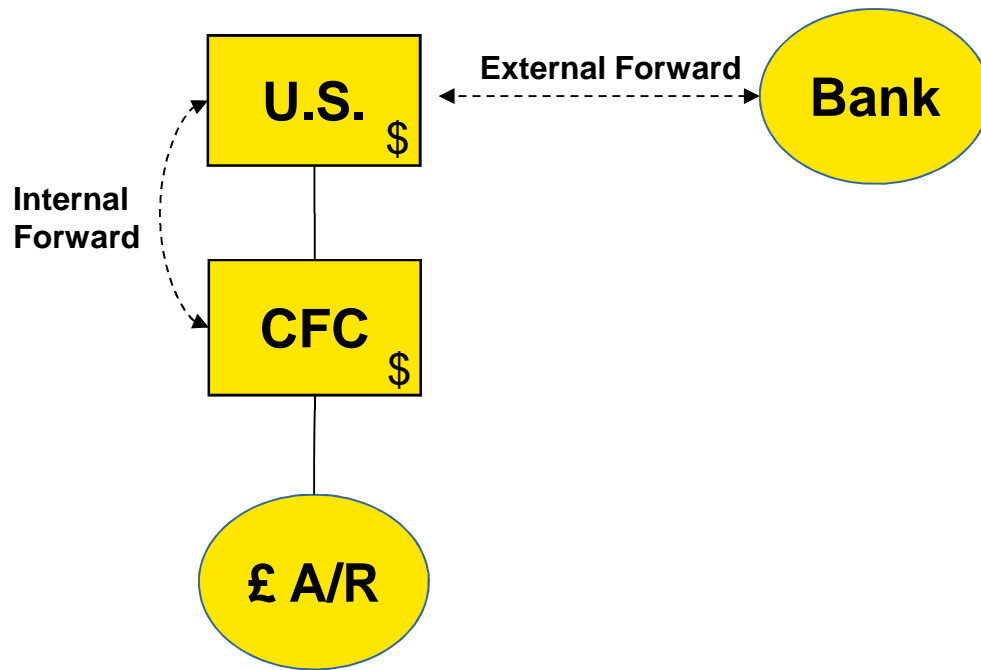 U.S.
$
External Forward
Bank
Internal
Forward
CFC
$
£ A/R